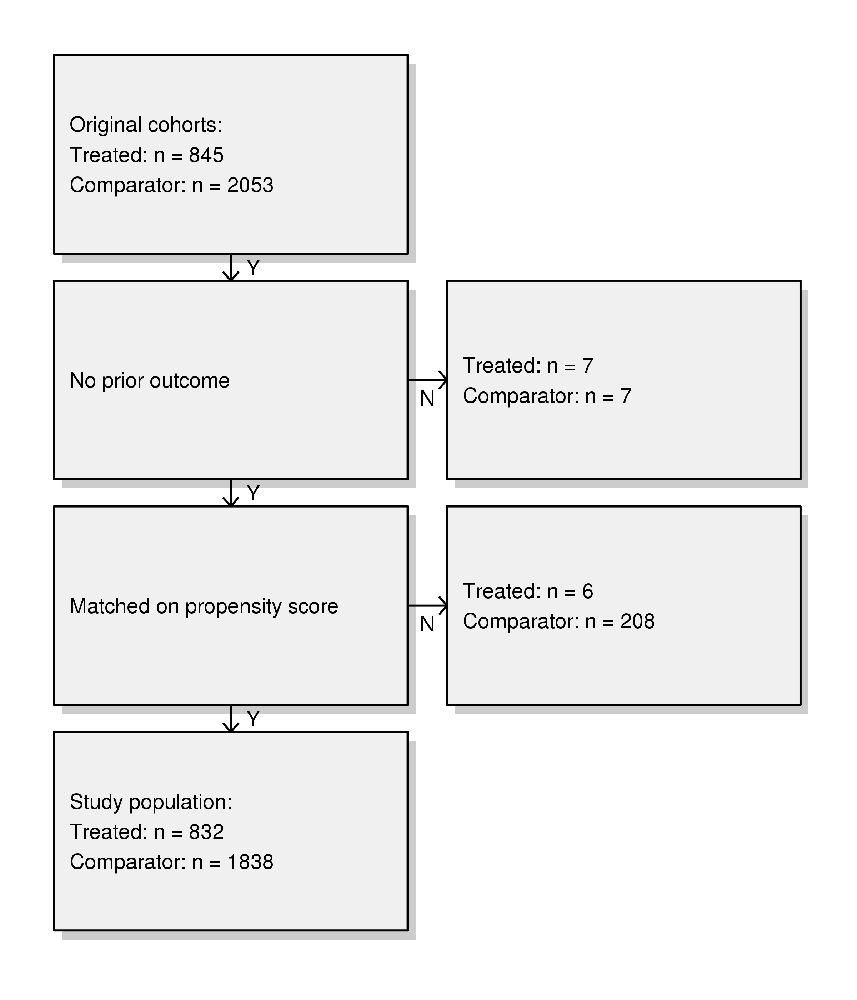 Original cohorts:
Treated: n = 845
Comparator: n = 2053
Y
No prior outcome
N
Treated: n = 7
Comparator: n = 7
Y
Matched on propensity score
N
Treated: n = 6
Comparator: n = 208
Y
Study population:
Treated: n = 832
Comparator: n = 1838